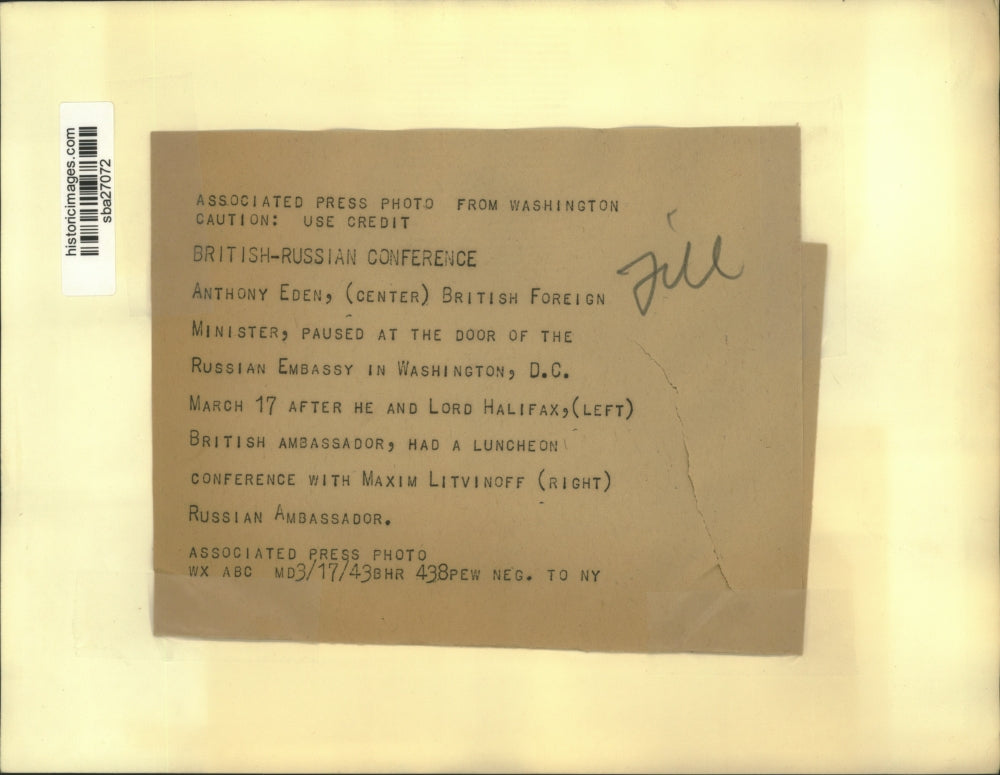 historicimages.com
sba27072
ASSOCIATED PRESS PHOTO FROM WASHINGTON
CAUTION: USE CREDIT
BRITISH-RUSSIAN CONFERENCE
ANTHONY EDEN, (CENTER) BRITISH FOREIGN
MINISTER, PAUSED AT THE DOOR OF THE
RUSSIAN EMBASSY IN WASHINGTON, D.C.
MARCH 17 AFTER HE AND LORD HALIFAX,(LEFT)
BRITISH AMBASSADOR, HAD A LUNCHEON
CONFERENCE WITH MAXIM LITVINOFF (RIGHT)
RUSSIAN AMBASSADOR.
ASSOCIATED PRESS PHOTO
WX ABC MD3/17/43BHR 438PEW NEG. TO NY